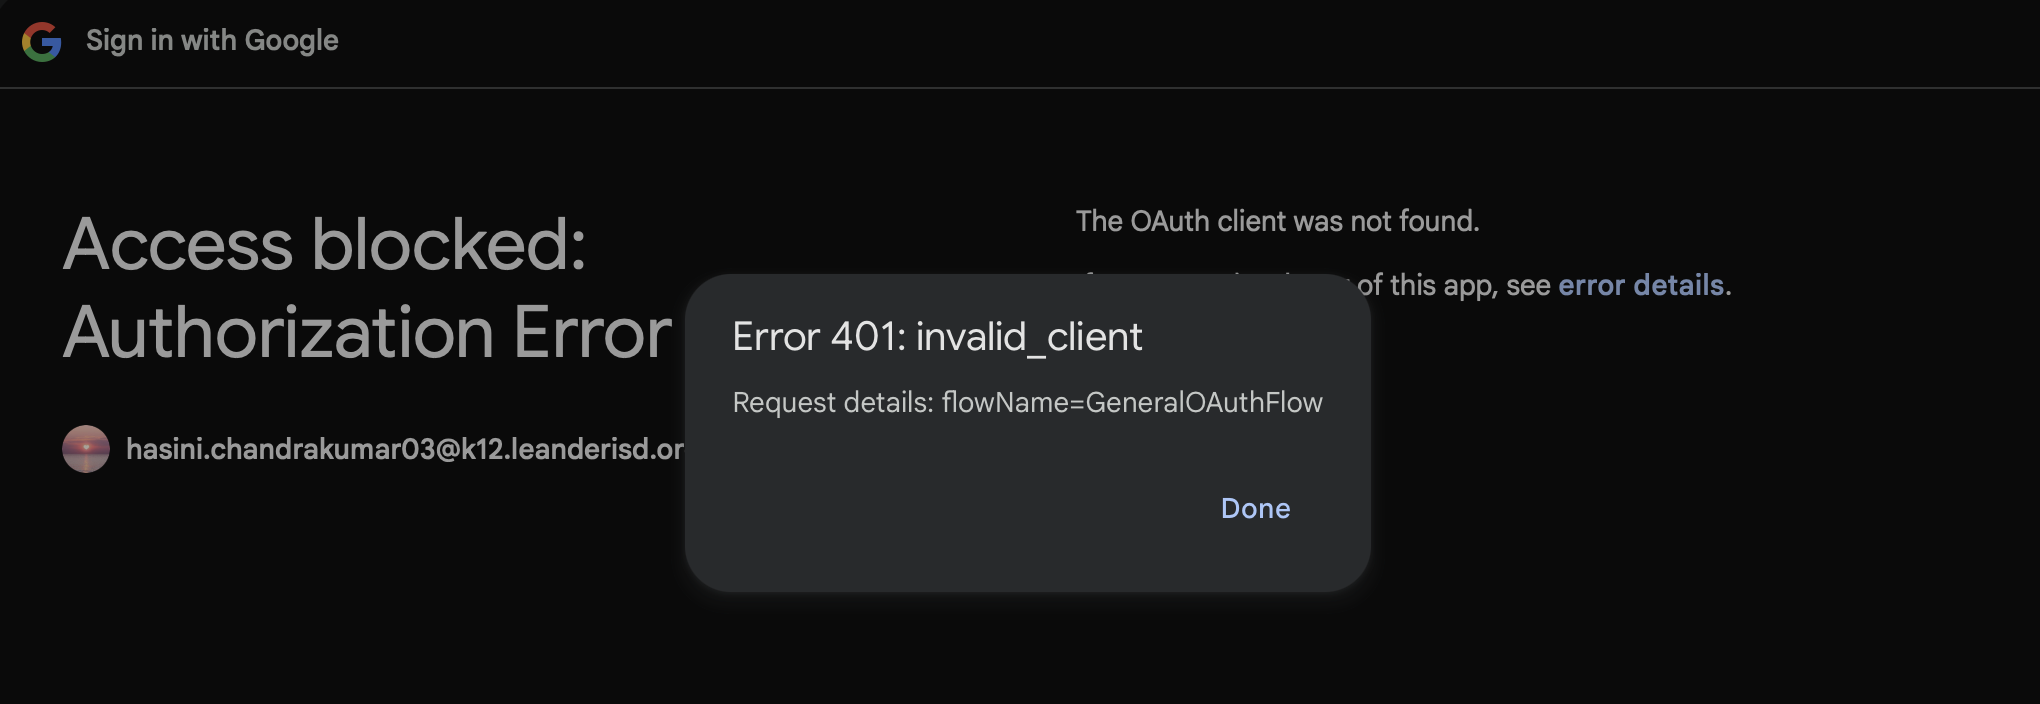 Sign in with Google
Access blocked:
Authorization Error
hasini.chandrakumar03@k12.leanderisd.or
The OAuth client was not found.
of this app, see error details.
Error 401: invalid_client
Request details: flowName=GeneralOAuthFlow
Done